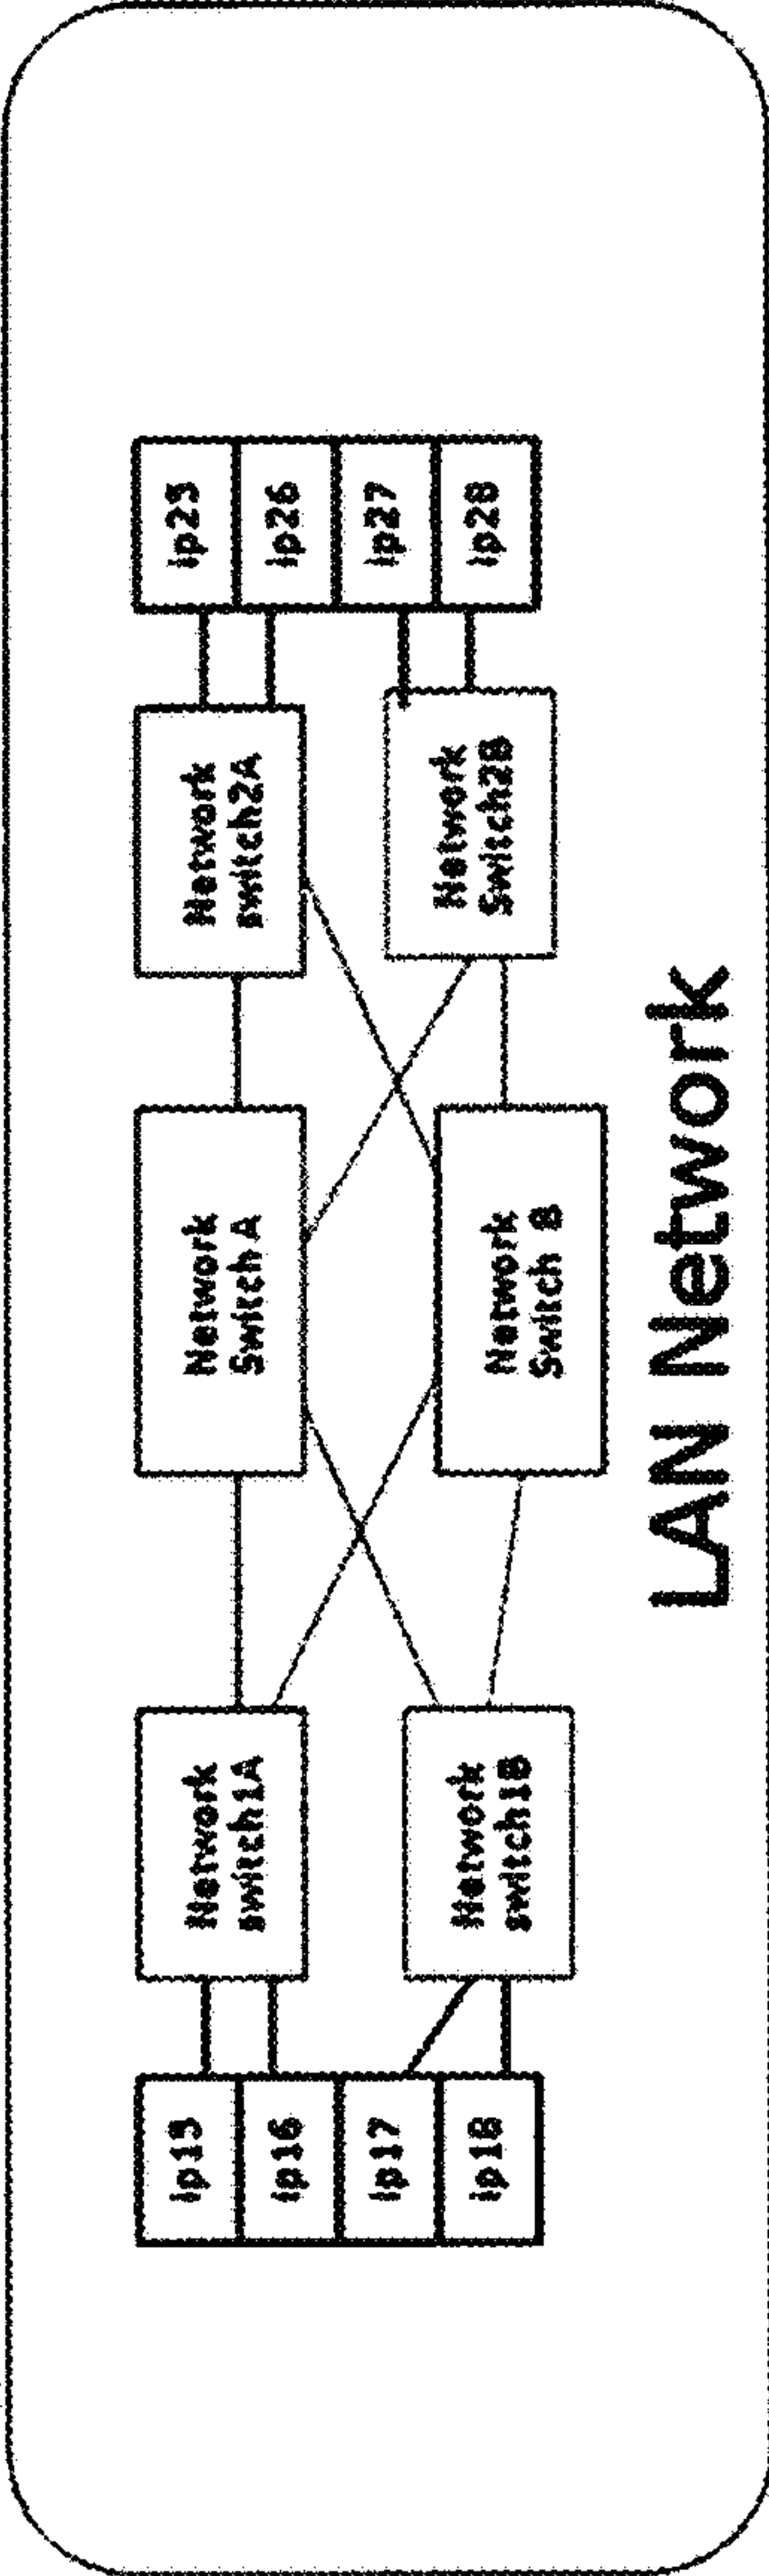 Ip15
Ip16
Ip17
Ip18
Network
switch1A
Network
switch1B
Network
Switch A
Network
Switch B
Network
switch2A
Network
Switch2B
Ip25
Ip26
Ip27
Ip28
LAN Network